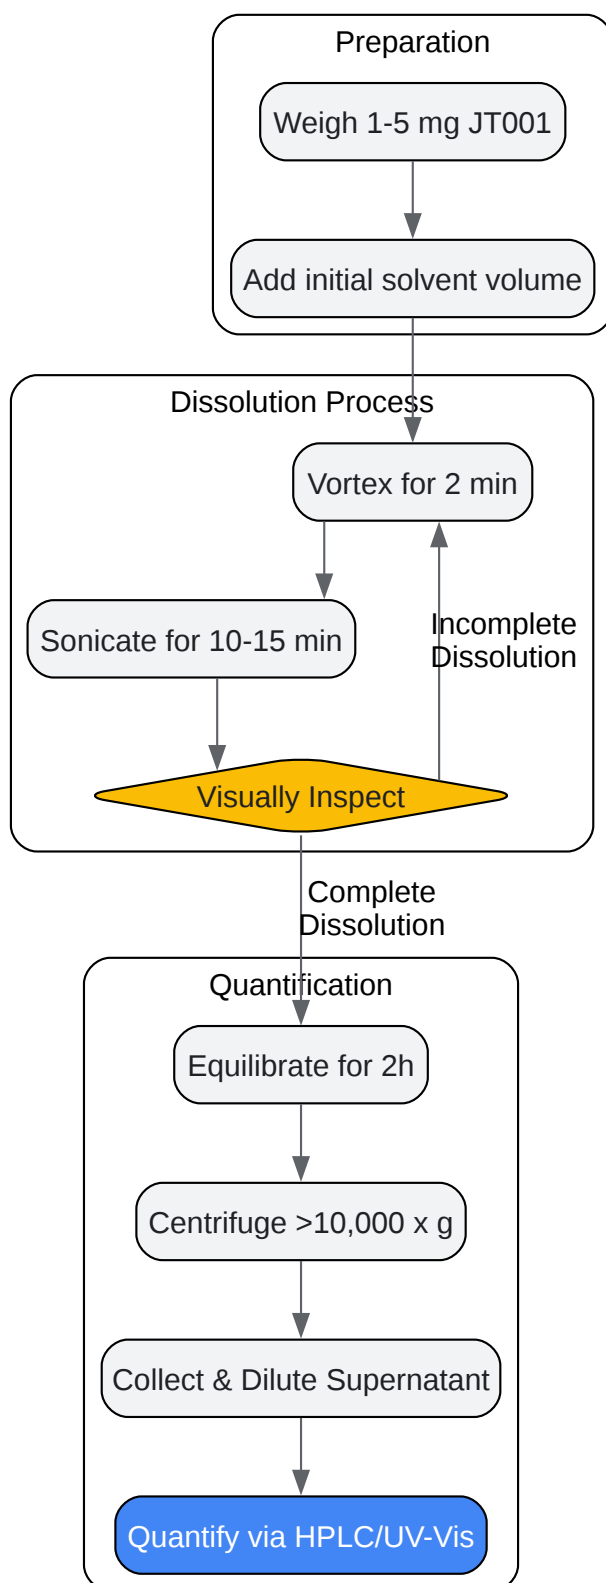 Preparation
Weigh 1-5 mg JT001
Add initial solvent volume
Dissolution Process
Vortex for 2 min
Sonicate for 10-15 min
Incomplete
Dissolution
Visually Inspect
Complete
Dissolution
Quantification
Equilibrate for 2h
Centrifuge >10,000 x g
Collect & Dilute Supernatant
Quantify via HPLC/UV-Vis